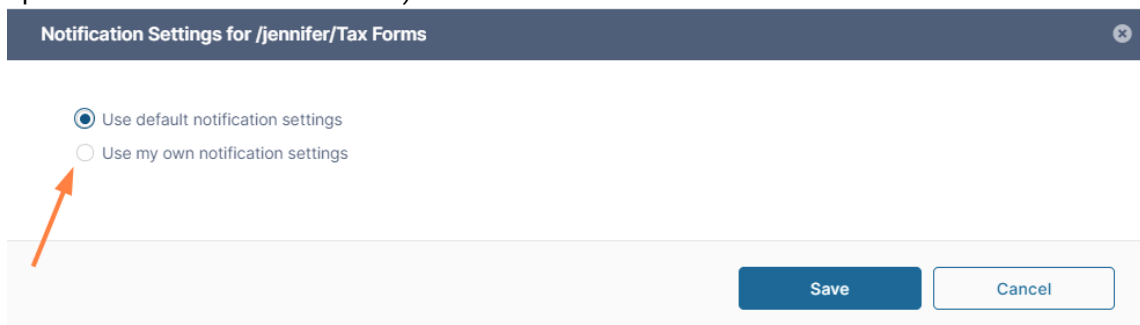 Notification Settings for /jennifer/Tax Forms
Use default notification settings
Use my own notification settings
Save
Cancel